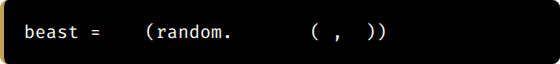 beast =    (random.      ( ,  ))